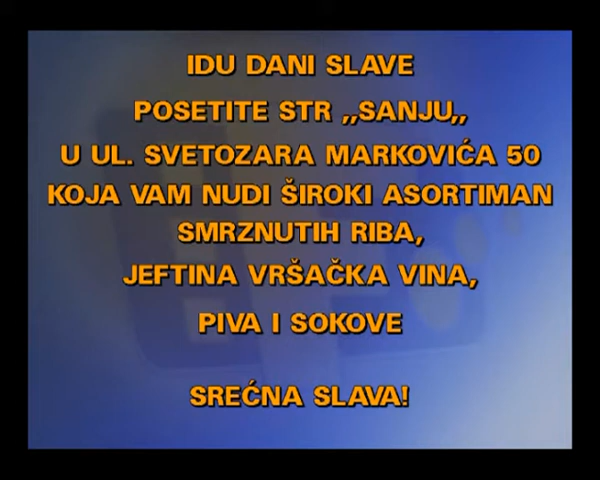 IDU DANI SLAVE
POSETITE STR „SANJU„
U UL. SVETOZARA MARKOVIĆA 50
KOJA VAM NUDI ŠIROKI ASORTIMAN
SMRZNUTIH RIBA,
JEFTINA VRŠAČKA VINA,
PIVA I SOKOVE
SREĆNA SLAVA!